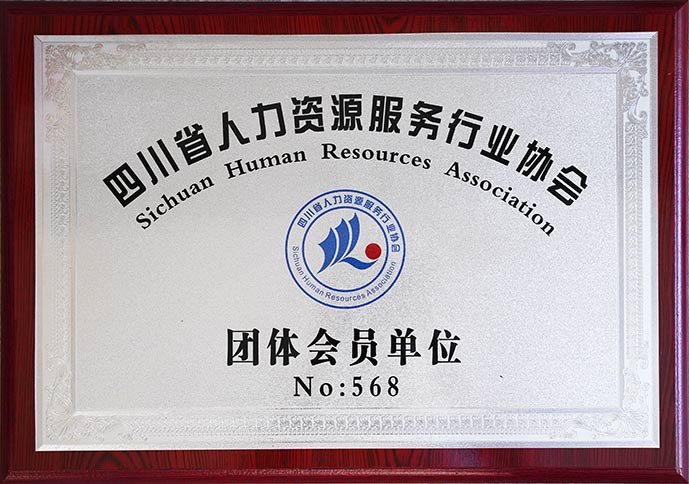 四川省人力资源服务行业协会
Sichuan Human Resources Association
四川省人力资源服务行业协会
Sichuan Human Resources Association
团体会员单位
No:568